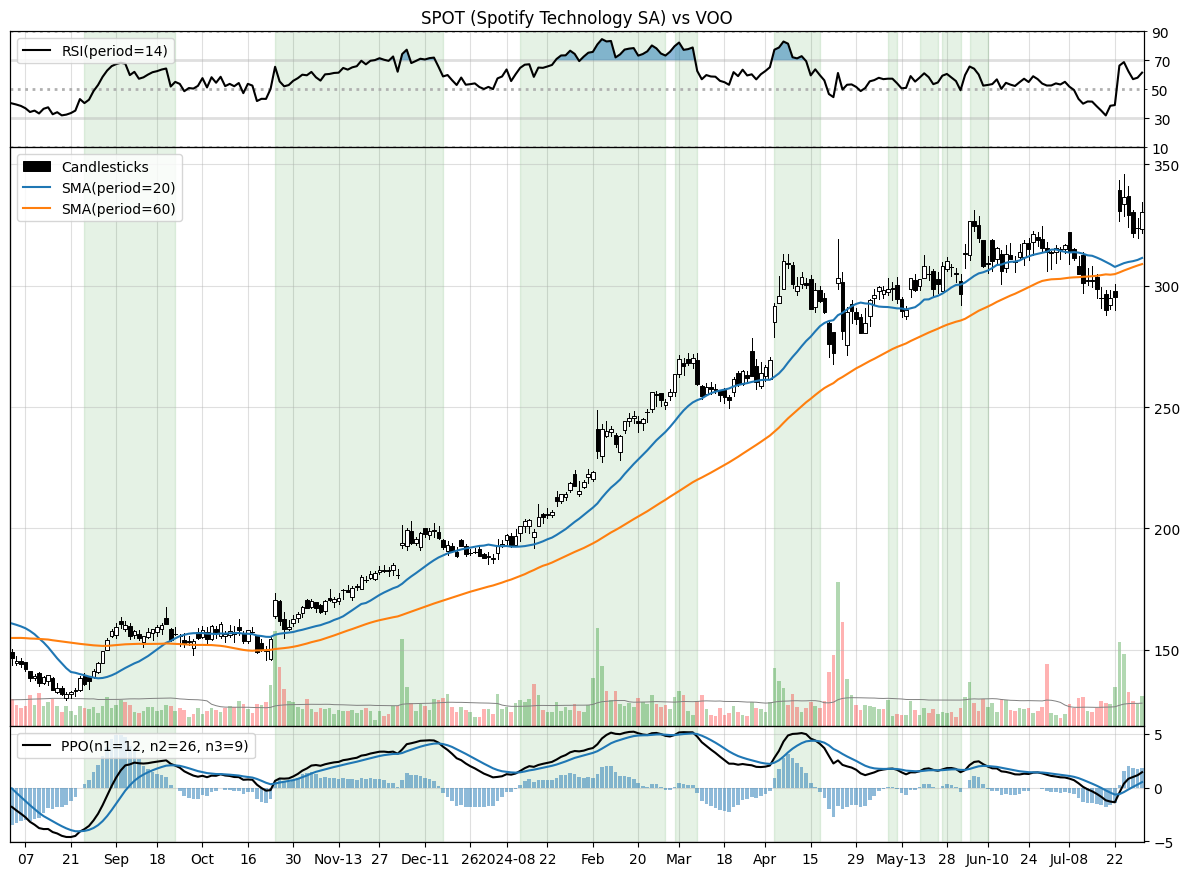 SPOT (Spotify Technology SA) vs VOO
RSI(period=14)
90
70
50
30
10
Candlesticks
SMA(period=20)
SMA(period=60)
350
300
250
200
150
PPO(n1=12, n2=26, n3=9)
5
0
−5
07 21 Sep 18 Oct 16 30 Nov-13 27 Dec-11 26 2024-08 22 Feb 20 Mar 18 Apr 15 29 May-13 28 Jun-10 24 Jul-08 22